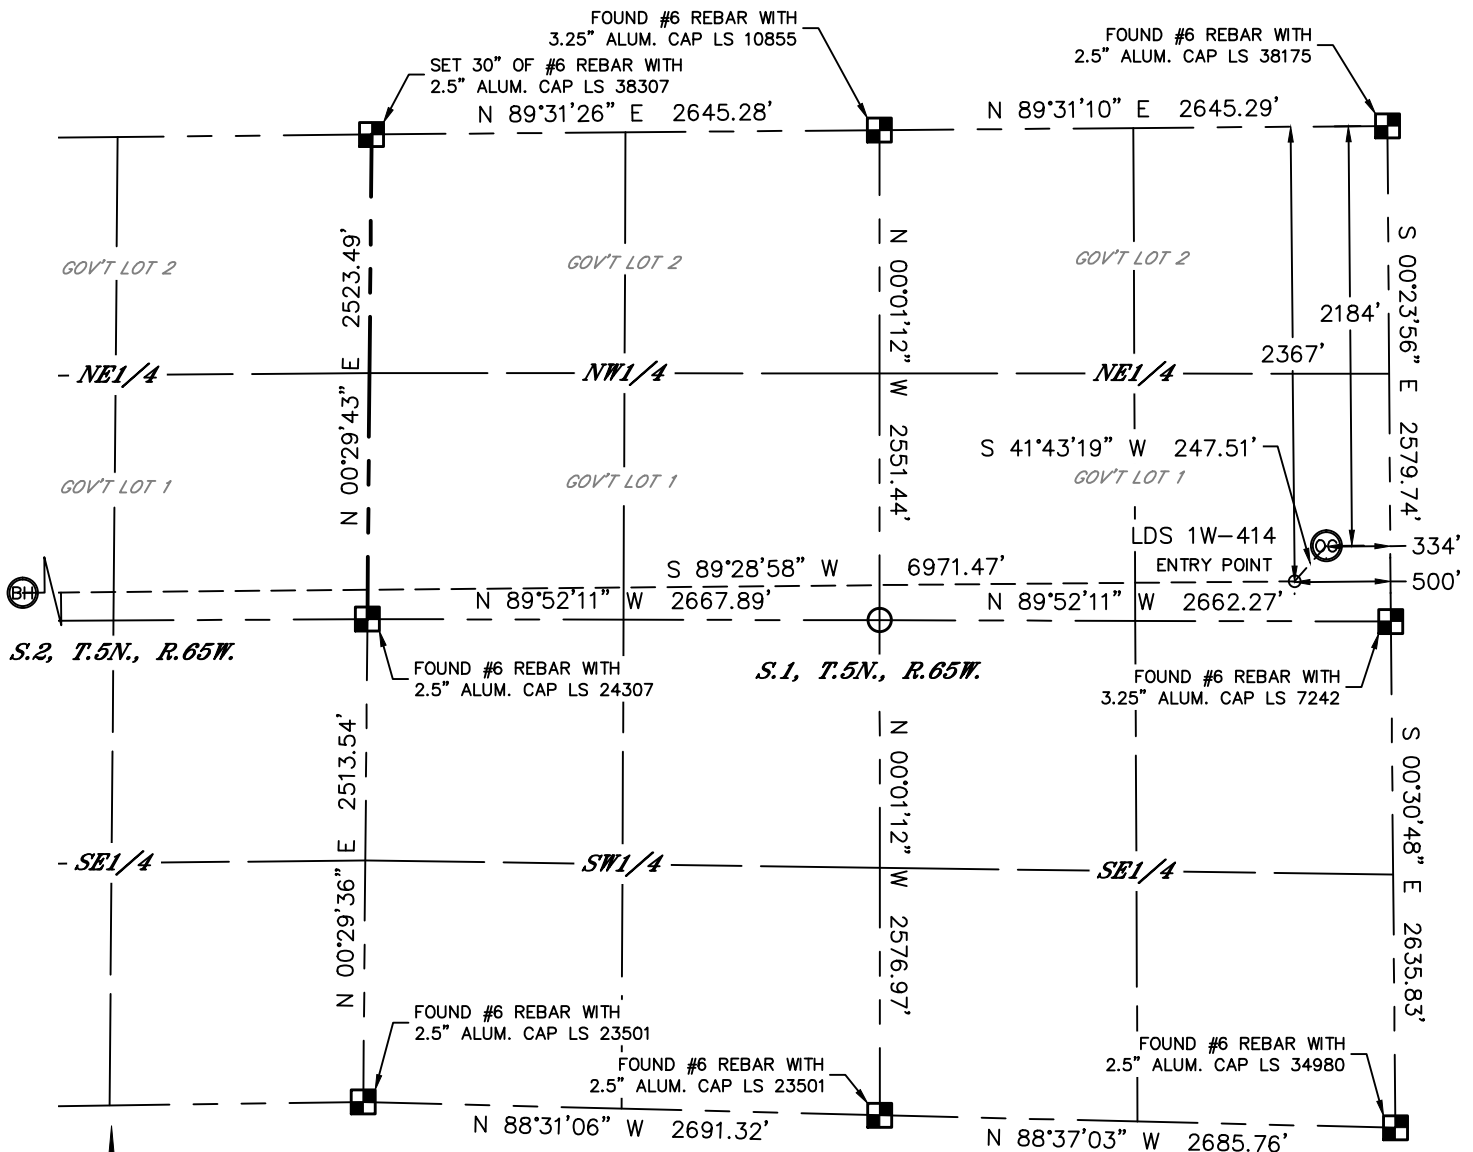 FOUND #6 REBAR WITH
3.25" ALUM. CAP LS 10855
FOUND #6 REBAR WITH
2.5" ALUM. CAP LS 38175
SET 30" OF #6 REBAR WITH
2.5" ALUM. CAP LS 38307
N 89°31'26" E 2645.28'
N 89°31'10" E 2645.29'
GOV'T LOT 2
GOV'T LOT 2
GOV'T LOT 2
N 00°29'43" E 2523.49'
N 00°01'12" W 2551.44'
S 00°23'56" E 2579.74'
2184'
2367'
NE1/4
NW1/4
NE1/4
S 41°43'19" W 247.51'
GOV'T LOT 1
GOV'T LOT 1
GOV'T LOT 1
LDS 1W-414
ENTRY POINT
OG
334'
500'
BH
S 89°28'58" W 6971.47'
N 89°52'11" W 2667.89'
N 89°52'11" W 2662.27'
S.2, T.5N., R.65W.
S.1, T.5N., R.65W.
FOUND #6 REBAR WITH
2.5" ALUM. CAP LS 24307
FOUND #6 REBAR WITH
3.25" ALUM. CAP LS 7242
N 00°29'36" E 2513.54'
N 00°01'12" W 2576.97'
S 00°30'48" E 2635.83'
SE1/4
SW1/4
SE1/4
FOUND #6 REBAR WITH
2.5" ALUM. CAP LS 23501
FOUND #6 REBAR WITH
2.5" ALUM. CAP LS 23501
FOUND #6 REBAR WITH
2.5" ALUM. CAP LS 34980
N 88°31'06" W 2691.32'
N 88°37'03" W 2685.76'